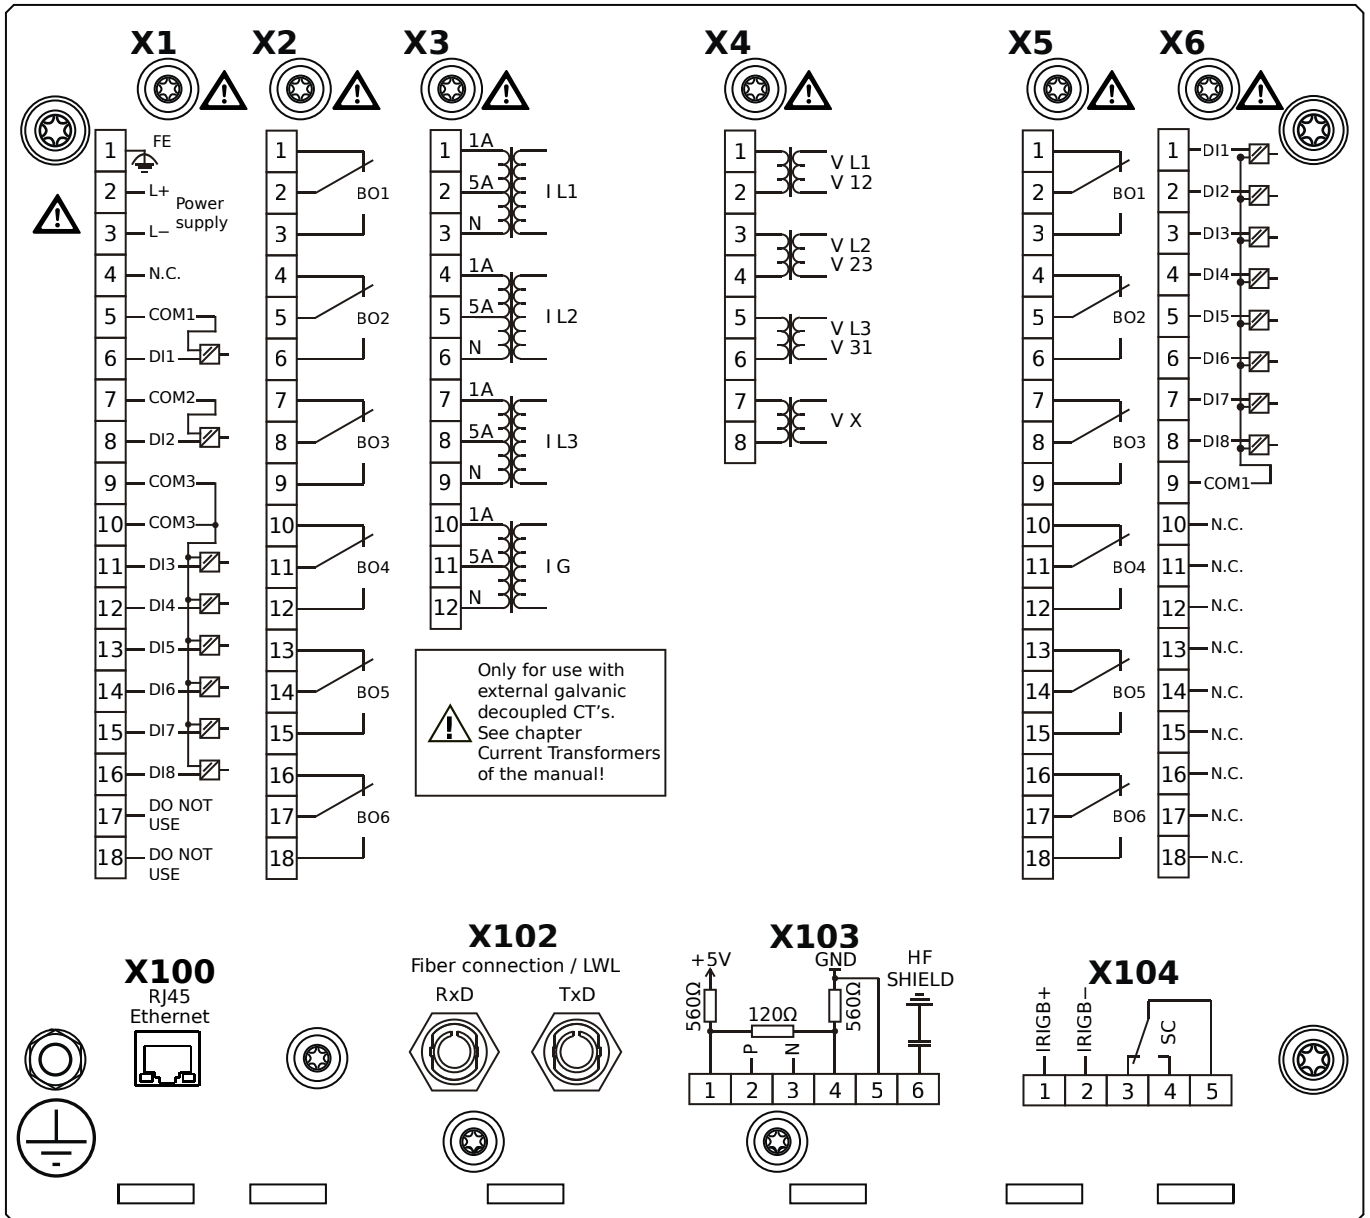 X1 X2 X3 X4 X5 X6
1 FE
2 L+
Power
supply
3 L−
4 N.C.
5 COM1
6 DI1
7 COM2
8 DI2
9 COM3
10 COM3
11 DI3
12 DI4
13 DI5
14 DI6
15 DI7
16 DI8
17 DO NOT
USE
18 DO NOT
USE
1
2 BO1
3
4
5 BO2
6
7
8 BO3
9
10
11 BO4
12
13
14 BO5
15
16
17 BO6
18
1 1A
2 5A I L1
3 N
4 1A
5 5A I L2
6 N
7 1A
8 5A I L3
9 N
10 1A
11 5A I G
12 N
Only for use with
external galvanic
decoupled CT's.
See chapter
Current Transformers
of the manual!
1 V L1
2 V 12
3 V L2
4 V 23
5 V L3
6 V 31
7 V X
8
1
2 BO1
3
4
5 BO2
6
7
8 BO3
9
10
11 BO4
12
13
14 BO5
15
16
17 BO6
18
1 DI1
2 DI2
3 DI3
4 DI4
5 DI5
6 DI6
7 DI7
8 DI8
9 COM1
10 N.C.
11 N.C.
12 N.C.
13 N.C.
14 N.C.
15 N.C.
16 N.C.
17 N.C.
18 N.C.
X100
RJ45
Ethernet
X102
Fiber connection / LWL
RxD TxD
X103
+5V GND HF
SHIELD
560Ω 120Ω 560Ω
P N
1 2 3 4 5 6
X104
IRIGB+ IRIGB− SC
1 2 3 4 5